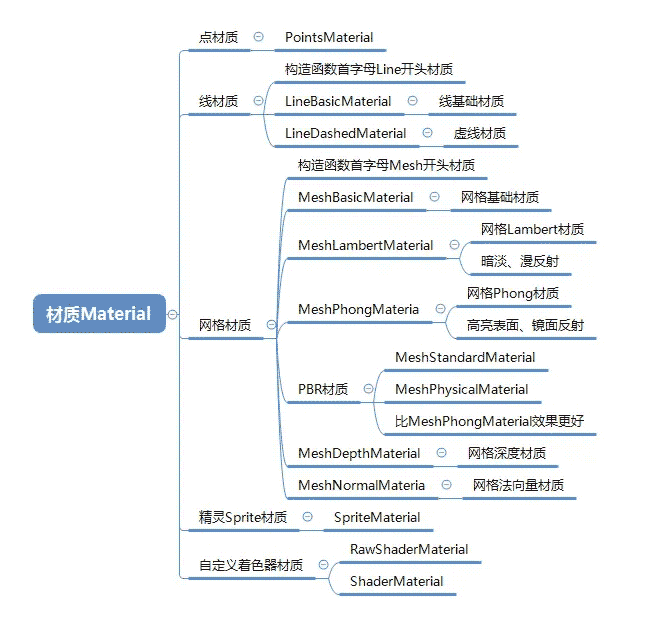 材质Material
点材质
PointsMaterial
线材质
构造函数首字母Line开头材质
LineBasicMaterial
线基础材质
LineDashedMaterial
虚线材质
网格材质
构造函数首字母Mesh开头材质
MeshBasicMaterial
网格基础材质
MeshLambertMaterial
网格Lambert材质
暗淡、漫反射
MeshPhongMateria
网格Phong材质
高亮表面、镜面反射
PBR材质
MeshStandardMaterial
MeshPhysicalMaterial
比MeshPhongMaterial效果更好
MeshDepthMaterial
网格深度材质
MeshNormalMateria
网格法向量材质
精灵Sprite材质
SpriteMaterial
自定义着色器材质
RawShaderMaterial
ShaderMaterial